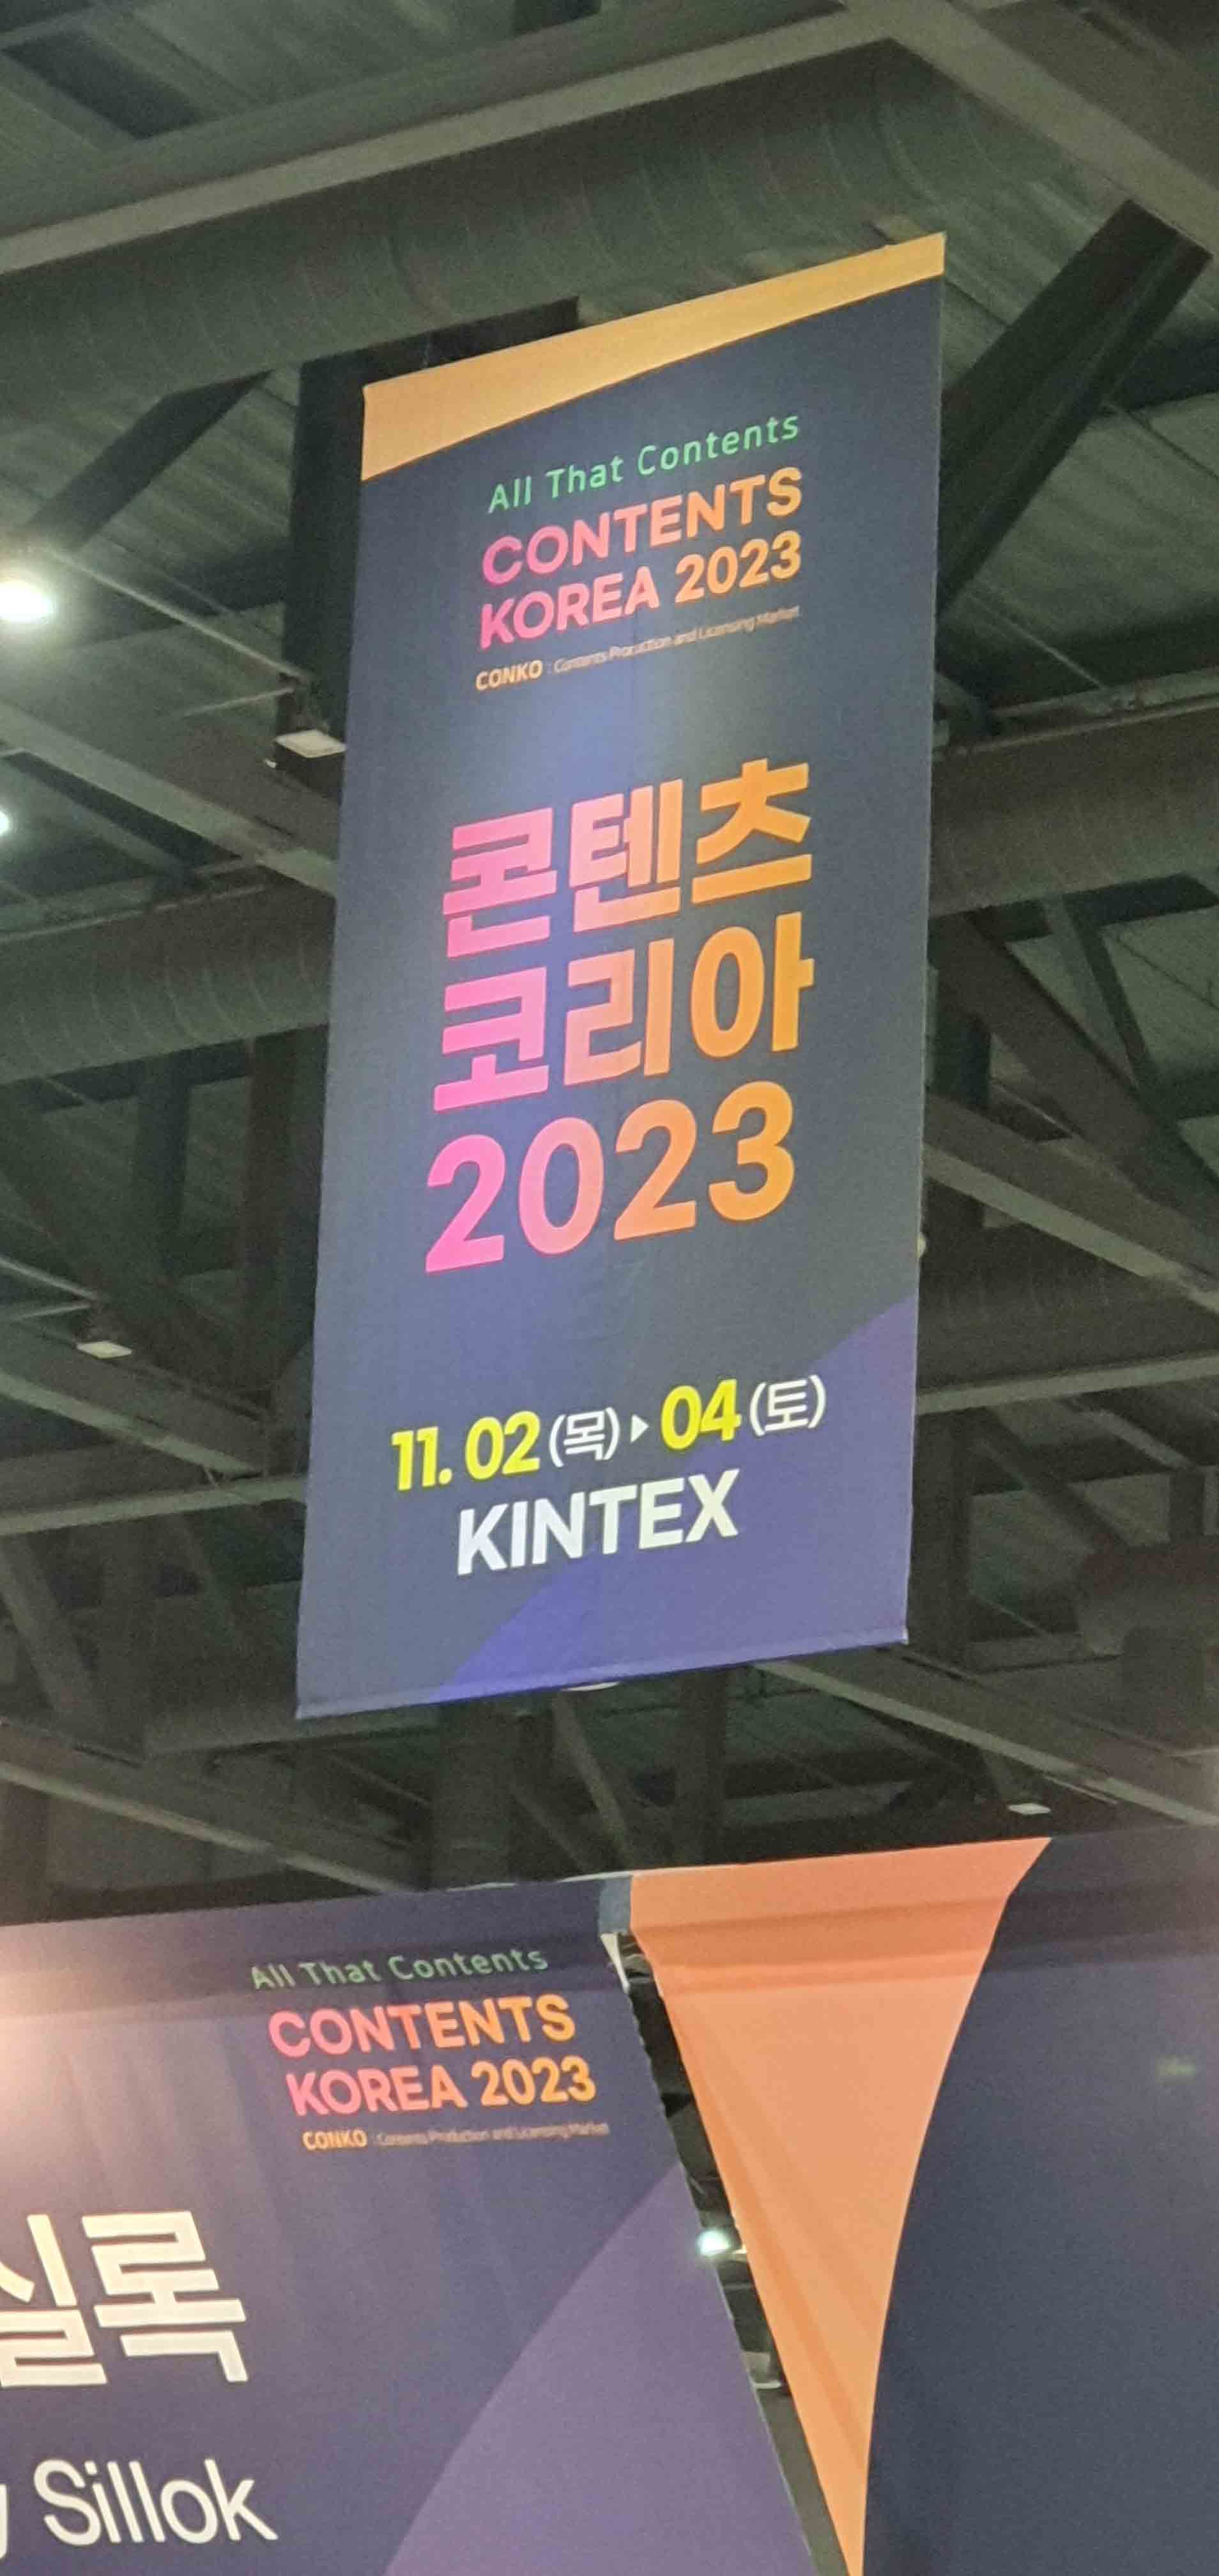 All That Contents
CONTENTS
KOREA 2023
CONKO : Contents Production and Licensing Market
콘텐츠
코리아
2023
11. 02 (목) ▸ 04 (토)
KINTEX
All That Contents
CONTENTS
KOREA 2023
CONKO : Contents Production and Licensing Market
실록
Sillok